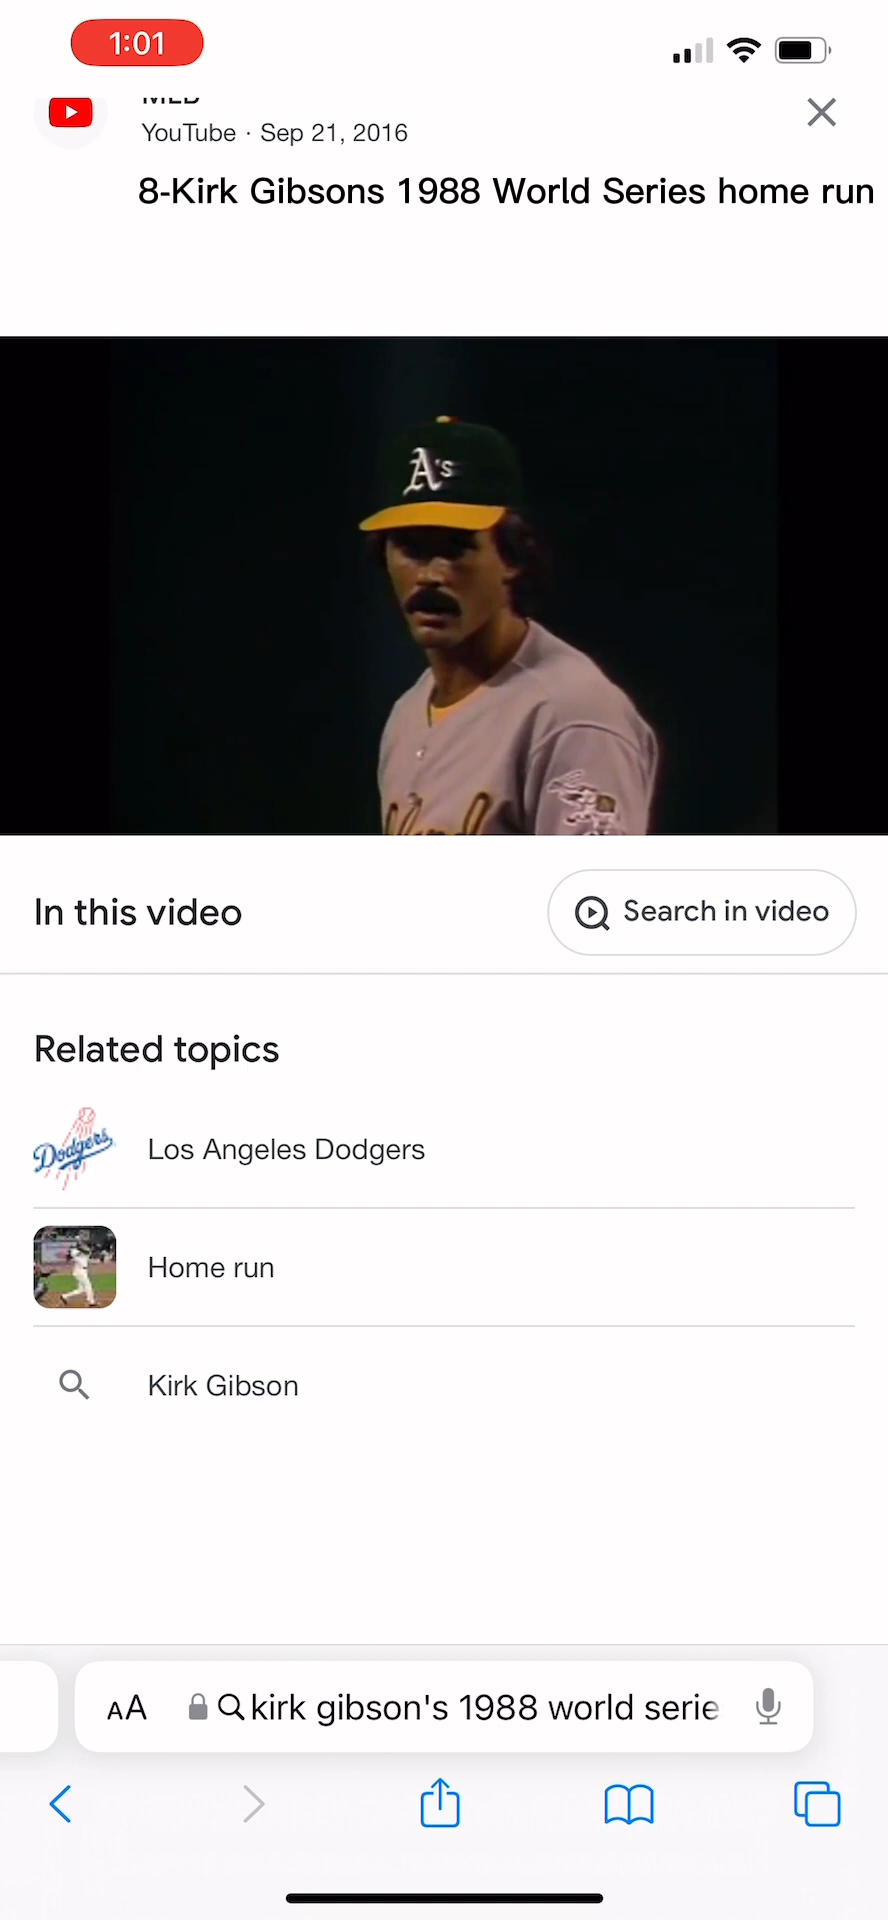 1:01
MLB
YouTube · Sep 21, 2016
8-Kirk Gibsons 1988 World Series home run
A's
In this video
Search in video
Related topics
Dodgers
Los Angeles Dodgers
Home run
Kirk Gibson
AA
kirk gibson's 1988 world serie